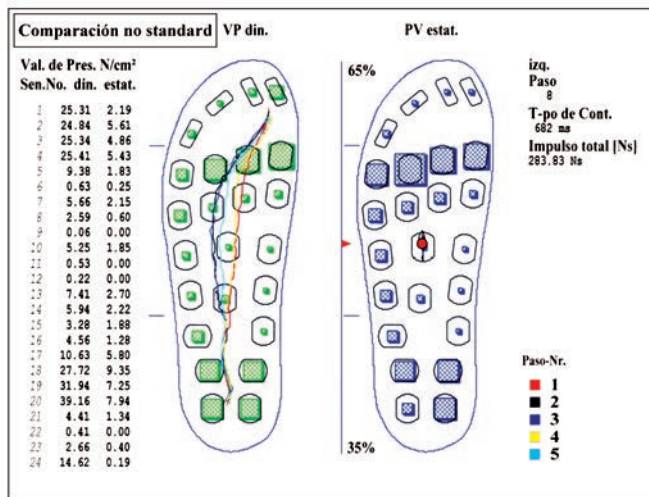 Comparación no standard
VP din.
PV estat.
Val. de Pres. N/cm²
Sen.No. din. estat.
1 25.31 2.19
2 24.84 5.61
3 25.34 4.86
4 25.41 5.43
5 9.38 1.83
6 0.63 0.25
7 5.66 2.15
8 2.59 0.60
9 0.06 0.00
10 5.25 1.85
11 0.53 0.00
12 0.22 0.00
13 7.41 2.70
14 5.94 2.22
15 3.28 1.88
16 4.56 1.28
17 10.63 5.80
18 27.72 9.35
19 31.94 7.25
20 39.16 7.94
21 4.41 1.34
22 0.41 0.00
23 2.66 0.40
24 14.62 0.19
65%
35%
izq.
Paso
8
T-po de Cont.
682 ms
Impulso total [Ns]
283.83 Ns
Paso-Nr.
1
2
3
4
5